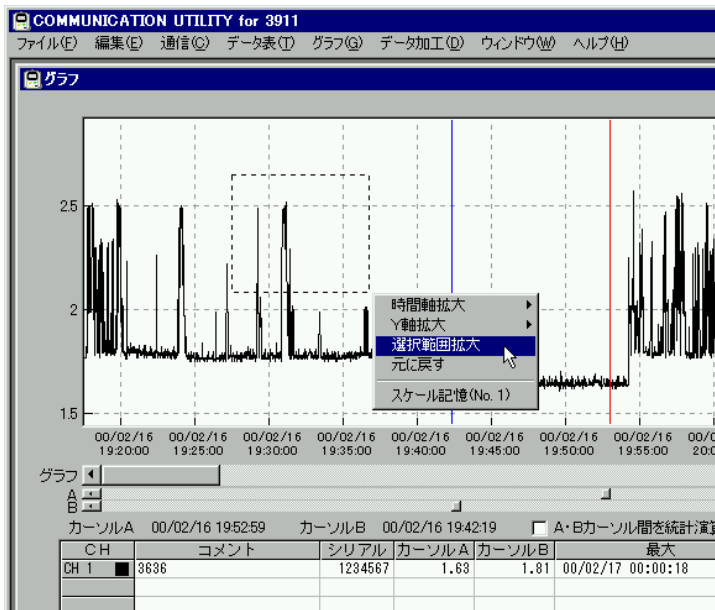 COMMUNICATION UTILITY for 3911
ファイル(F) 編集(E) 通信(C) データ表(T) グラフ(G) データ加工(D) ウィンドウ(W) ヘルプ(H)
グラフ
2.5
2
1.5
時間軸拡大
Y軸拡大
選択範囲拡大
元に戻す
スケール記憶(No. 1)
00/02/16 00/02/16 00/02/16 00/02/16 00/02/16 00/02/16 00/02/16 00/02/16 00/0
19:20:00 19:25:00 19:30:00 19:35:00 19:40:00 19:45:00 19:50:00 19:55:00 20:0
グラフ
A
B
カーソルA 00/02/16 19:52:59 カーソルB 00/02/16 19:42:19 A・Bカーソル間を統計演算
CH コメント シリアル カーソルA カーソルB 最大
CH 1 3636 1234567 1.63 1.81 00/02/17 00:00:18